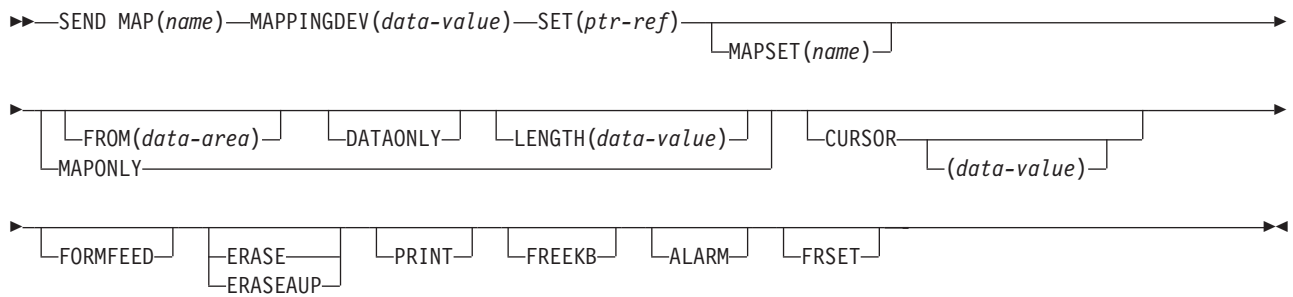 SEND MAP(name) MAPPINGDEV(data-value) SET(ptr-ref)
MAPSET(name)
FROM(data-area) DATAONLY LENGTH(data-value) CURSOR
MAPONLY (data-value)
FORMFEED ERASE PRINT FREEKB ALARM FRSET
ERASEAUP